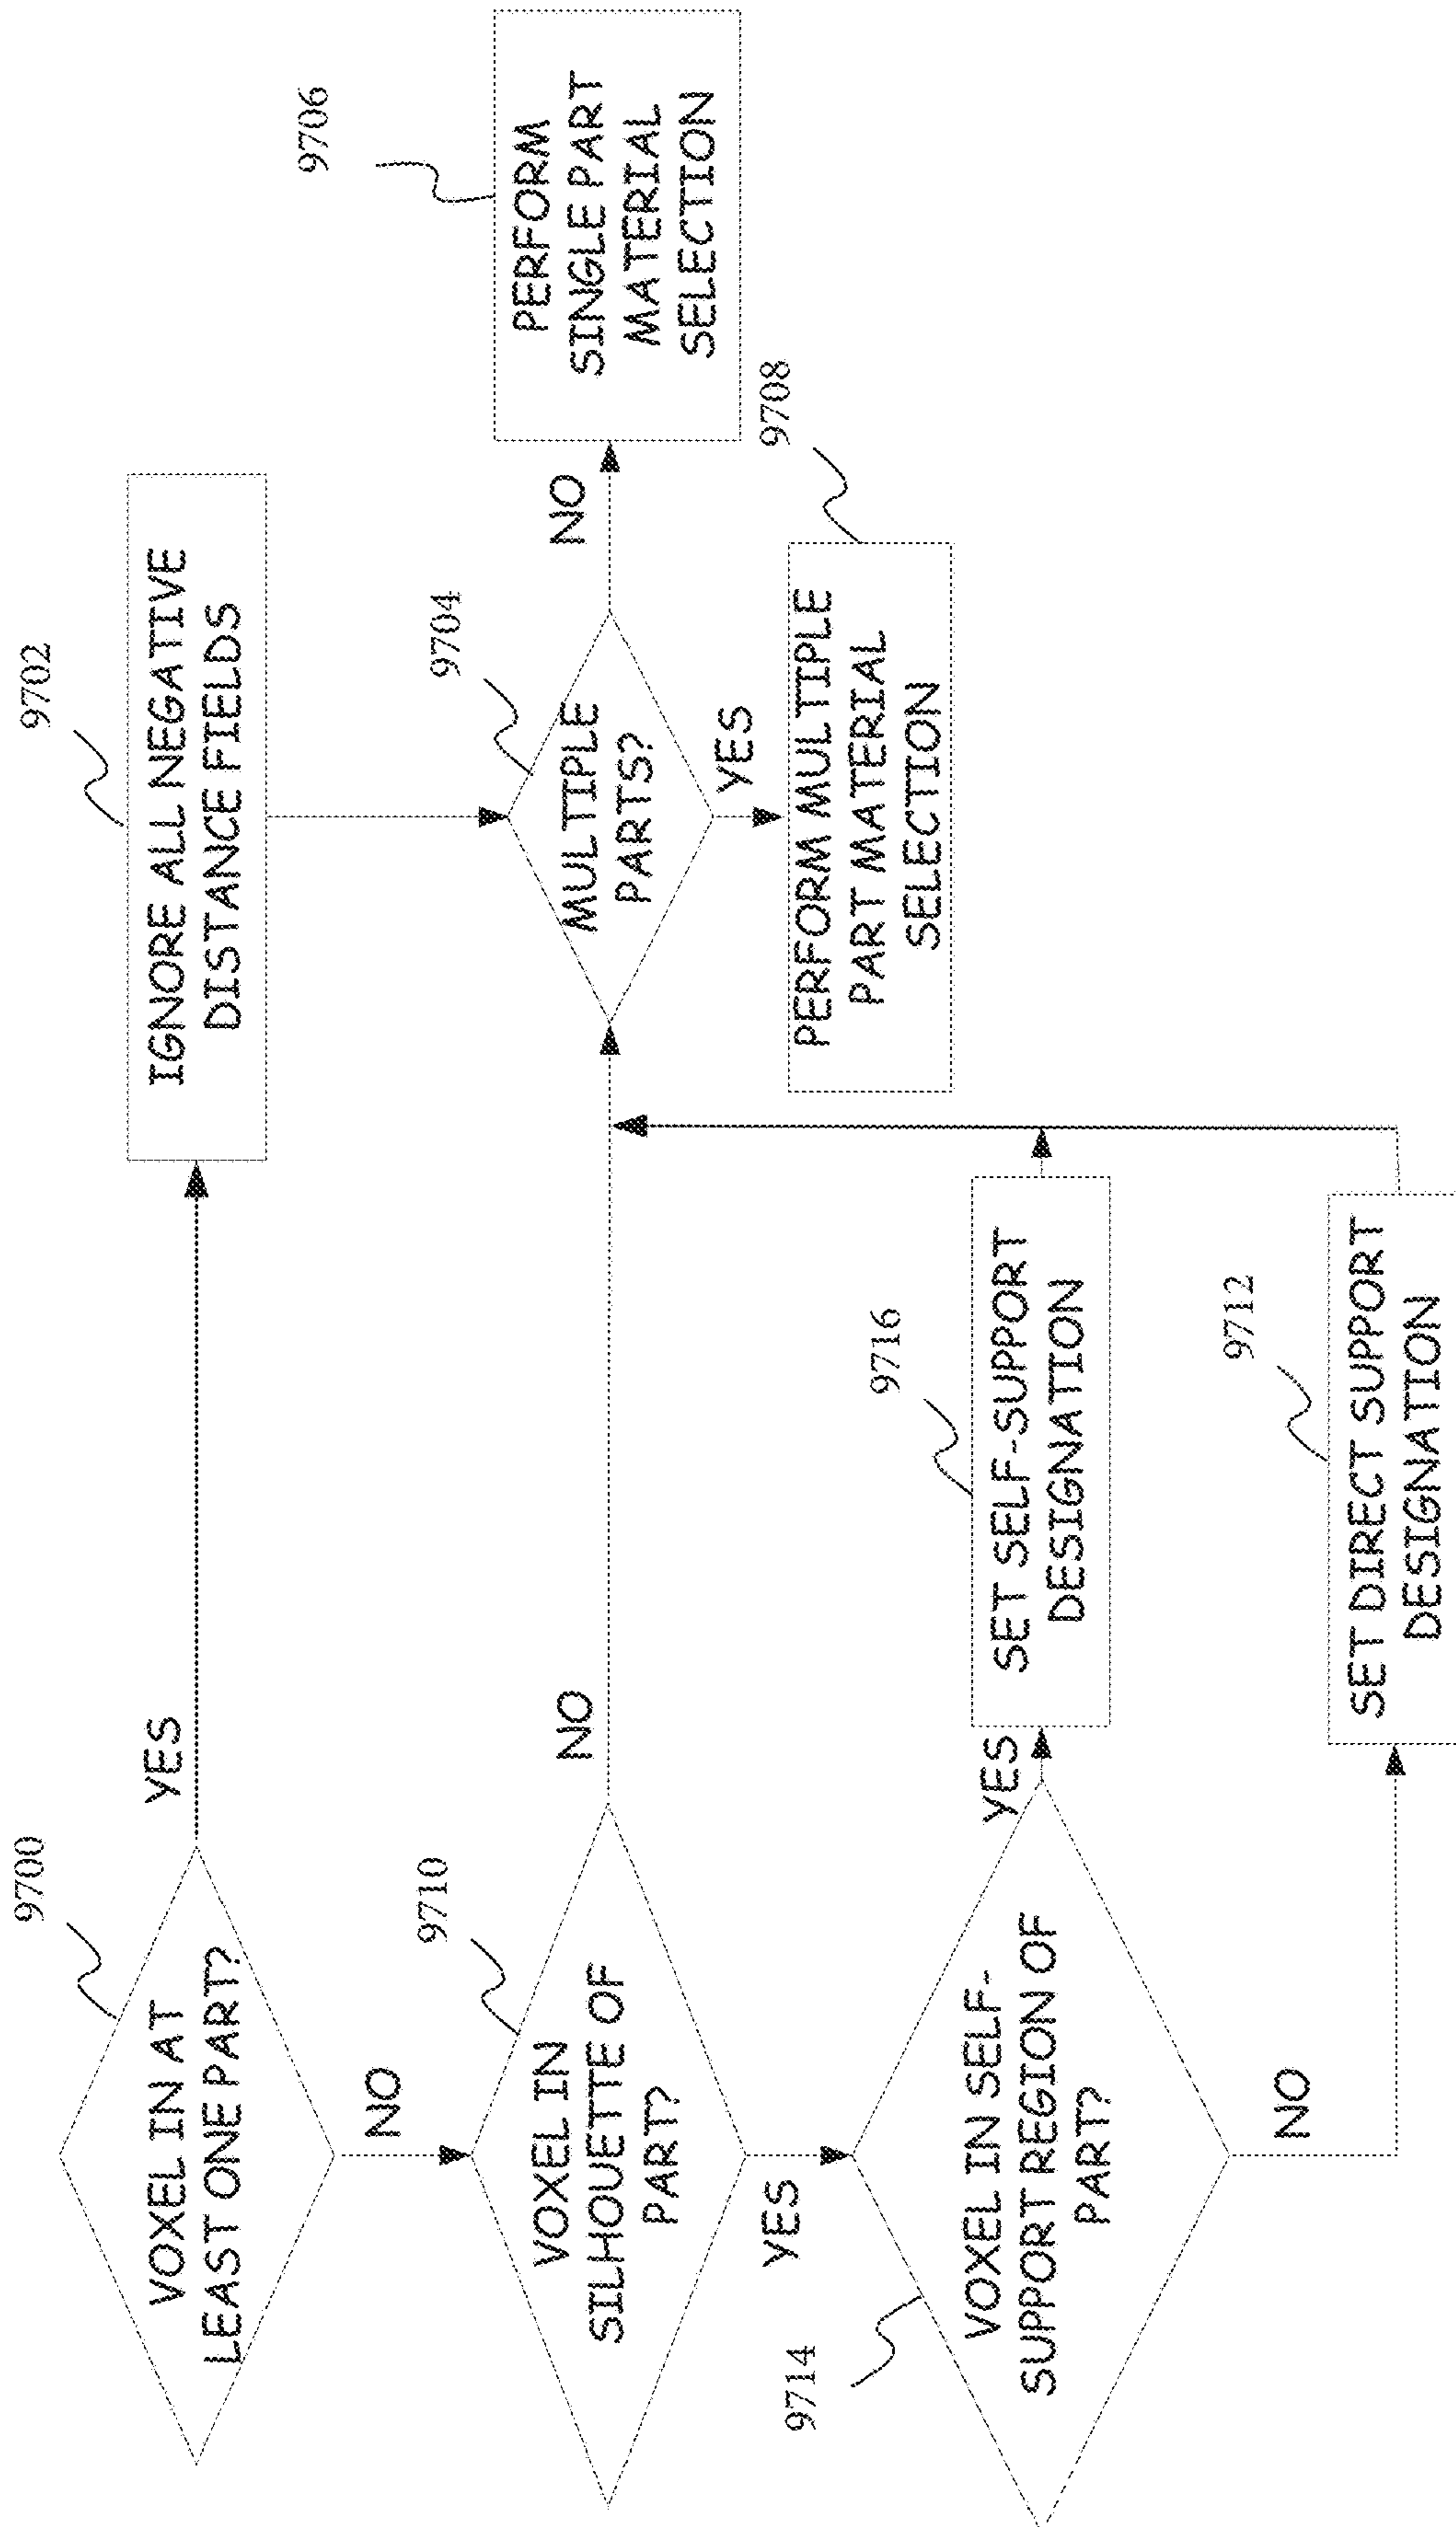 9700
VOXEL IN AT
LEAST ONE PART?
YES
NO
9702
IGNORE ALL NEGATIVE
DISTANCE FIELDS
9710
VOXEL IN
SILHOUETTE OF
PART?
NO
YES
9704
MULTIPLE
PARTS?
NO
YES
9706
PERFORM
SINGLE PART
MATERIAL
SELECTION
9708
PERFORM MULTIPLE
PART MATERIAL
SELECTION
9714
VOXEL IN SELF-
SUPPORT REGION OF
PART?
YES
NO
9716
SET SELF-SUPPORT
DESIGNATION
9712
SET DIRECT SUPPORT
DESIGNATION